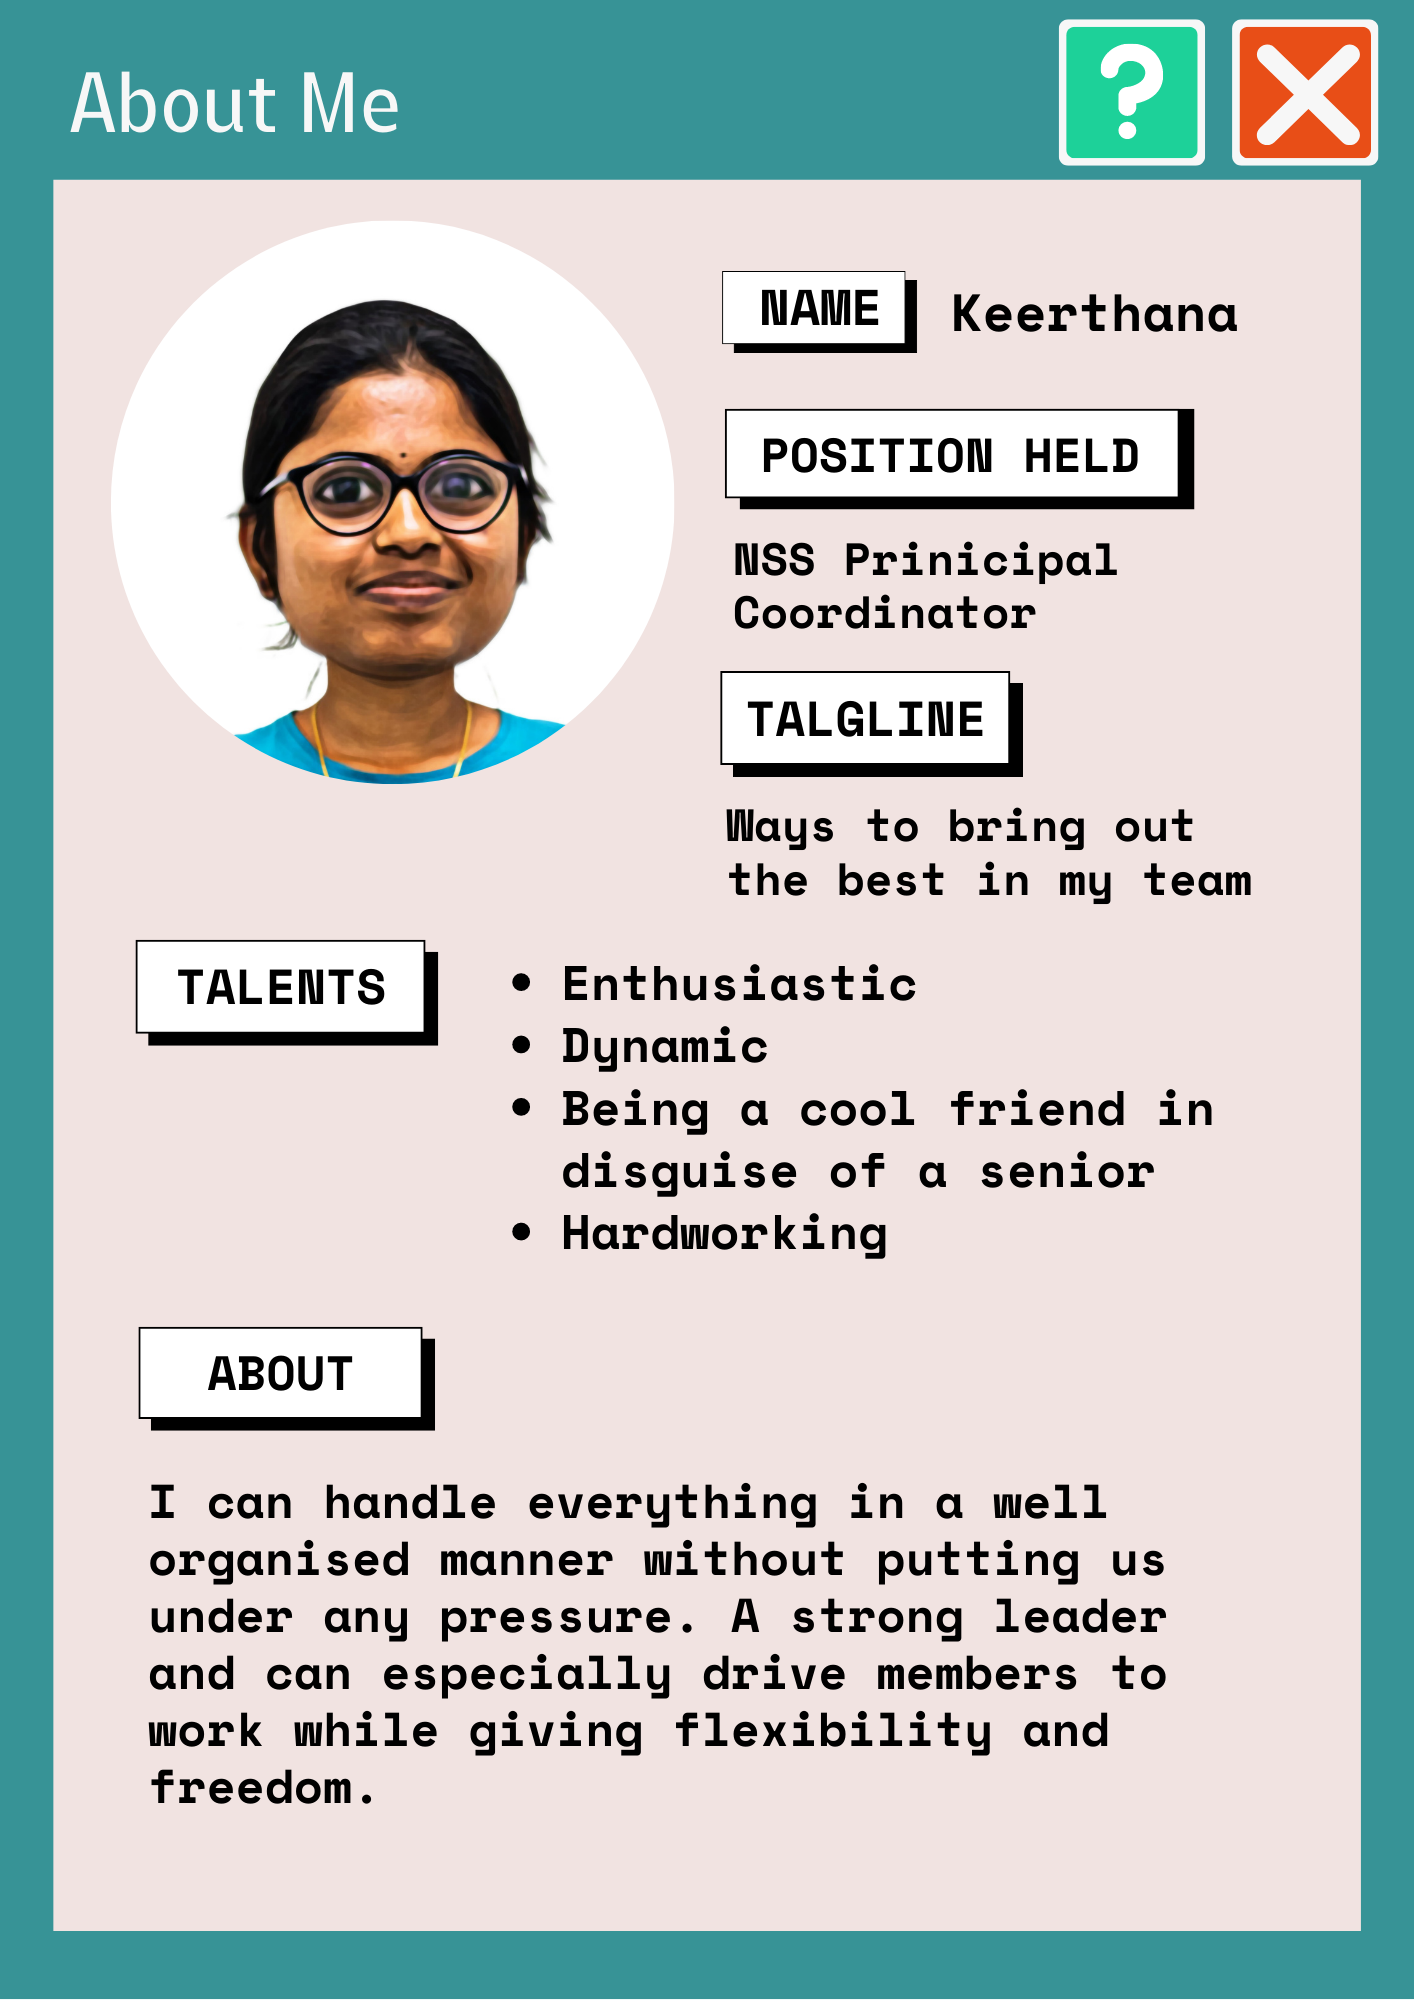 About Me
NAME
Keerthana
POSITION HELD
NSS Prinicipal
Coordinator
TALGLINE
Ways to bring out
the best in my team
TALENTS
• Enthusiastic
• Dynamic
• Being a cool friend in
disguise of a senior
• Hardworking
ABOUT
I can handle everything in a well
organised manner without putting us
under any pressure. A strong leader
and can especially drive members to
work while giving flexibility and
freedom.